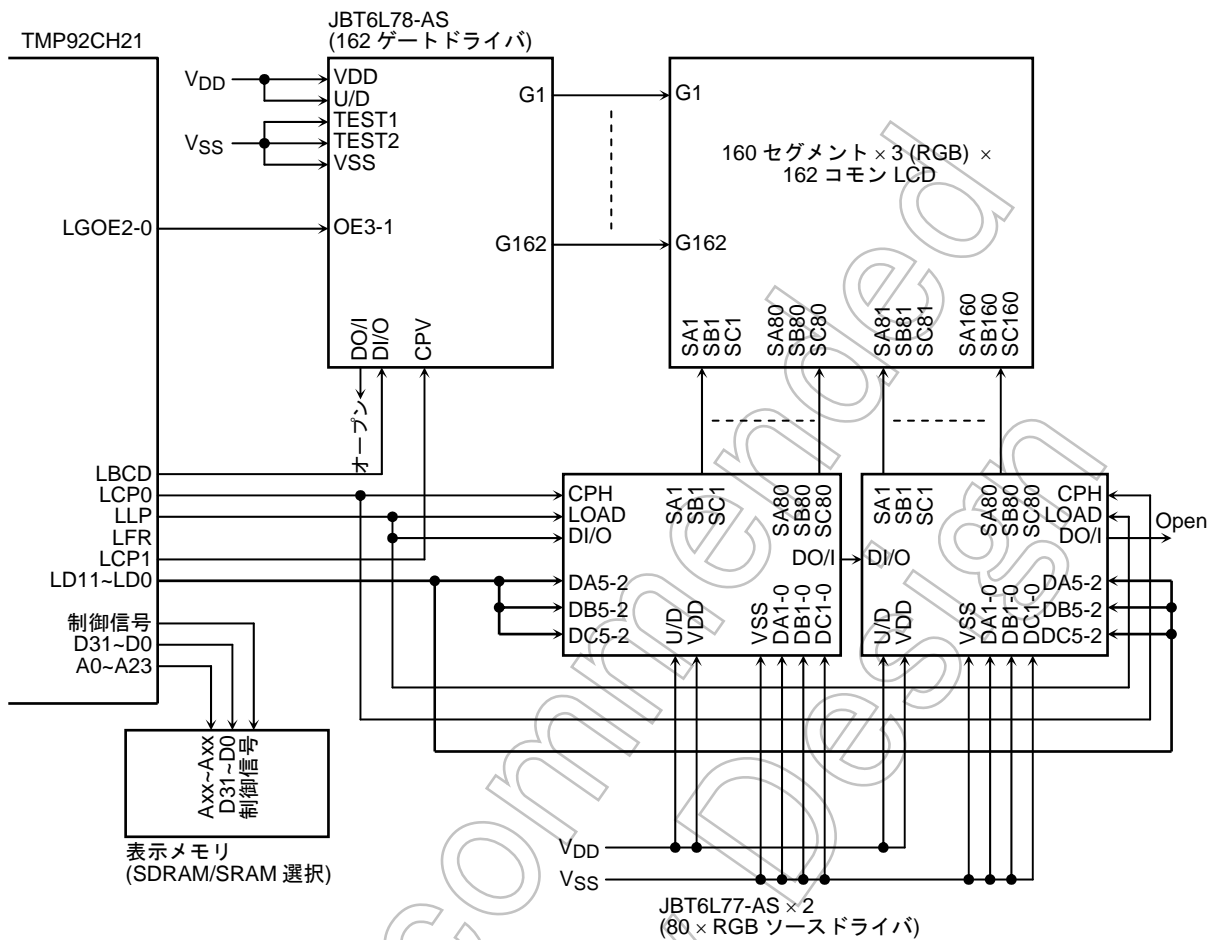 JBT6L78-AS
(162 ゲートドライバ)
TMP92CH21
VDD
VSS
VDD
U/D
TEST1
TEST2
VSS
G1
G1
160 セグメント × 3 (RGB) ×
162 コモン LCD
LGOE2-0
OE3-1
G162
G162
DO/I
DI/O
CPV
オープン
SA1
SB1
SC1
SA80
SB80
SC80
SA81
SB81
SC81
SA160
SB160
SC160
LBCD
LCP0
LLP
LFR
LCP1
LD11~LD0
制御信号
D31~D0
A0~A23
CPH
LOAD
DI/O
SA1
SB1
SC1
SA80
SB80
SC80
DO/I
DA5-2
DB5-2
DC5-2
U/D
VDD
VSS
DA1-0
DB1-0
DC1-0
SA1
SB1
SC1
SA80
SB80
SC80
CPH
LOAD
DO/I
Open
DI/O
DA5-2
DB5-2
DC5-2
U/D
VDD
VSS
DA1-0
DB1-0
DC1-0
Axx~Axx
D31~D0
制御信号
表示メモリ
(SDRAM/SRAM 選択)
VDD
VSS
JBT6L77-AS × 2
(80 × RGB ソースドライバ)